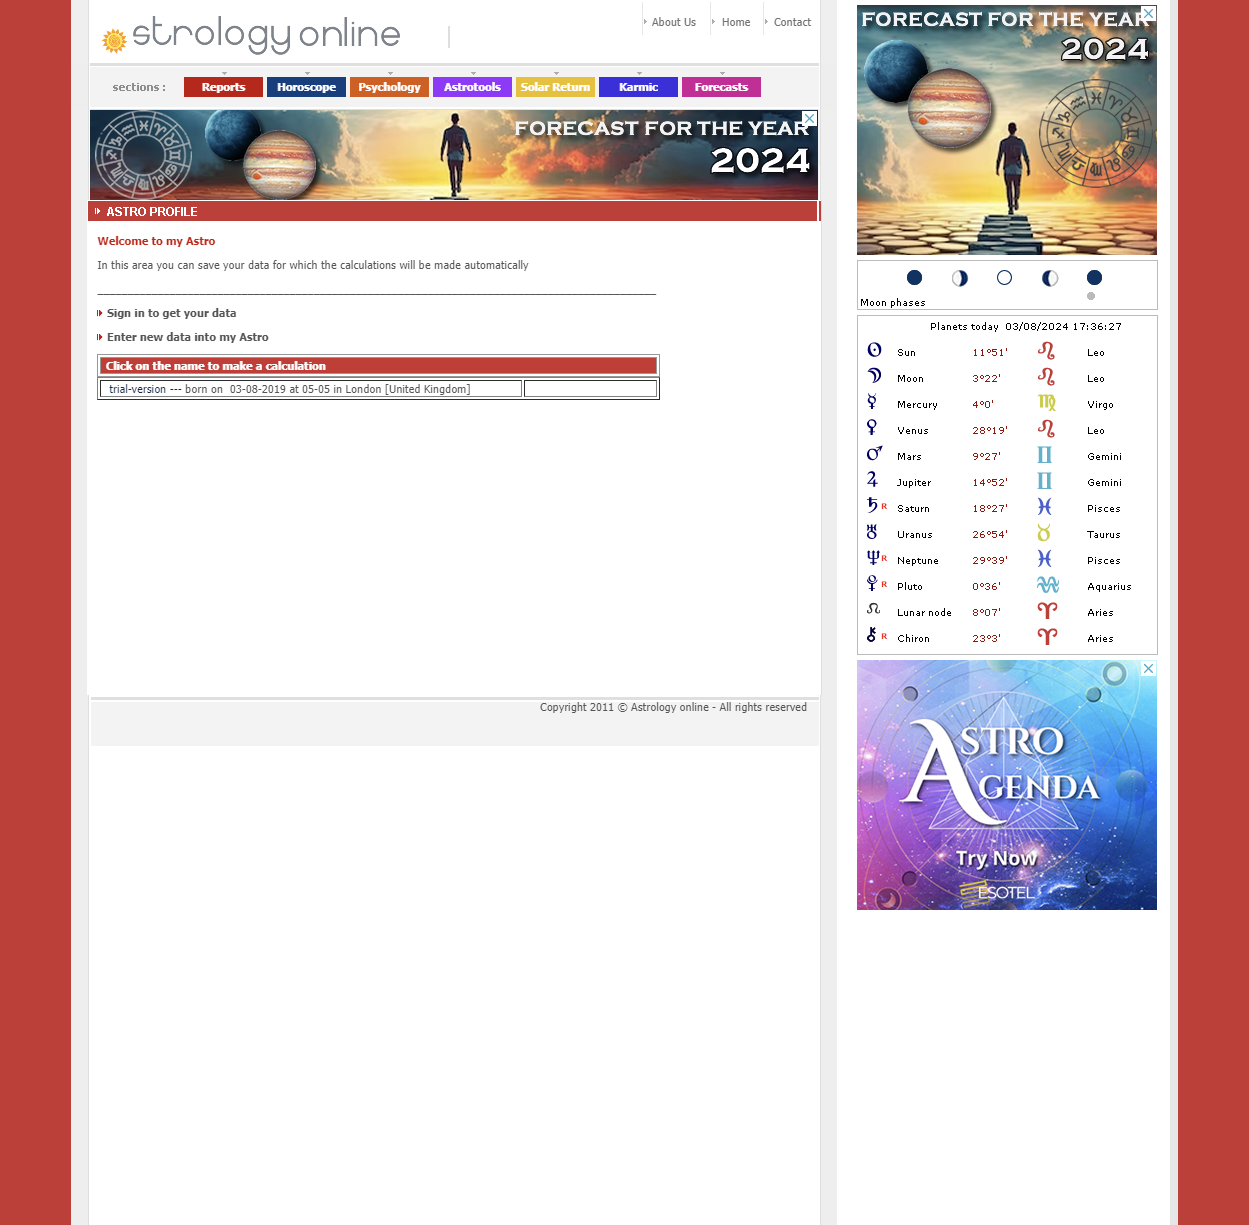 strology online
About Us
Home
Contact
sections :
Reports
Horoscope
Psychology
Astrotools
Solar Return
Karmic
Forecasts
FORECAST FOR THE YEAR
2024
ASTRO PROFILE
Welcome to my Astro
In this area you can save your data for which the calculations will be made automatically
Sign in to get your data
Enter new data into my Astro
Click on the name to make a calculation
trial-version --- born on 03-08-2019 at 05-05 in London [United Kingdom]
Copyright 2011 © Astrology online - All rights reserved
FORECAST FOR THE YEAR
2024
Moon phases
Planets today 03/08/2024 17:36:27
Sun 11°51' Leo
Moon 3°22' Leo
Mercury 4°0' Virgo
Venus 28°19' Leo
Mars 9°27' Gemini
Jupiter 14°52' Gemini
R Saturn 18°27' Pisces
Uranus 26°54' Taurus
R Neptune 29°39' Pisces
R Pluto 0°36' Aquarius
Lunar node 8°07' Aries
R Chiron 23°3' Aries
ASTRO
AGENDA
Try Now
ESOTEL